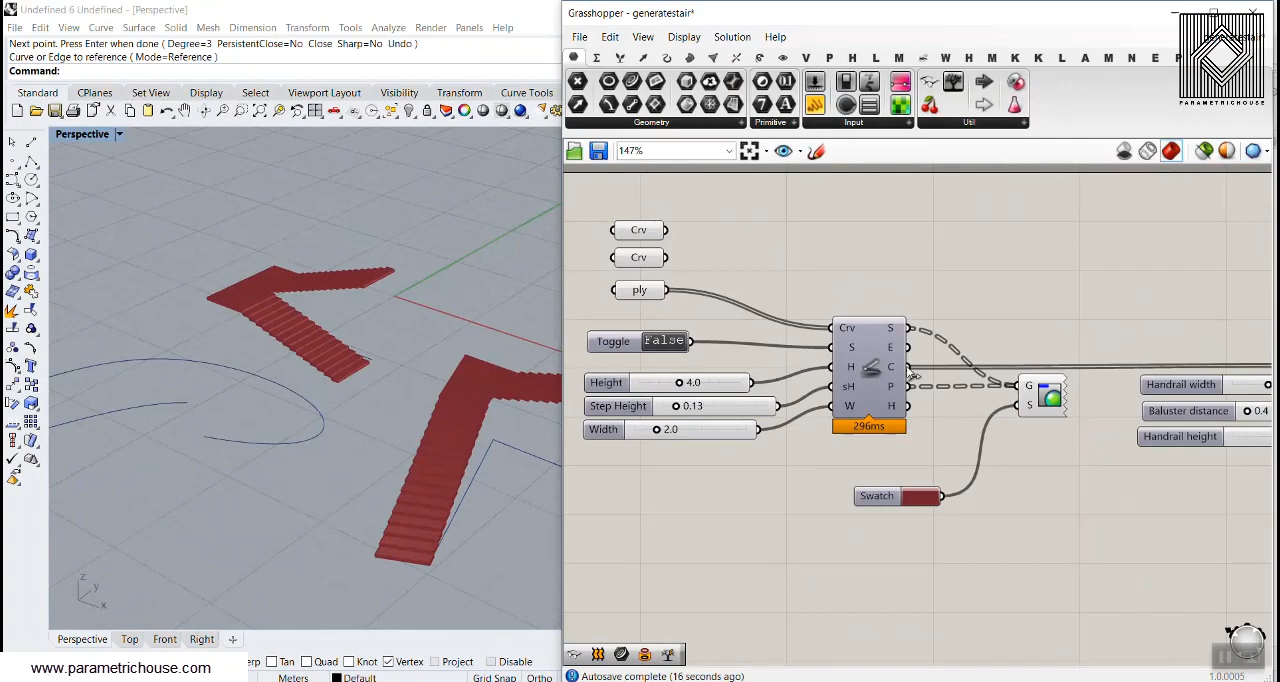 Undefined 6 Undefined - [Perspective]
File Edit View Curve Surface Solid Mesh Dimension Transform Tools Analyze Render Panels Help
Next point. Press Enter when done ( Degree=3 PersistentClose=No Close Sharp=No Undo )
Curve or Edge to reference ( Mode=Reference )
Command:
Standard CPlanes Set View Display Select Viewport Layout Visibility Transform Curve Tools
Perspective
z
y
x
Perspective Top Front Right
Tan Quad Knot Vertex Project Disable
Meters Default Grid Snap Ortho
www.parametrichouse.com
Grasshopper - generatestair*
File Edit View Display Solution Help
V P H L M W H M K K L A M N E
PARAMETRICHOUSE
Geometry Primitive Input Util
147%
Crv
Crv
ply
Toggle False
Height 4.0
Step Height 0.13
Width 2.0
Crv S
S E
H C
sH P
W H
296ms
G
S
Swatch
Handrail width
Baluster distance 0.4
Handrail height
Autosave complete (16 seconds ago)
1.0.0005